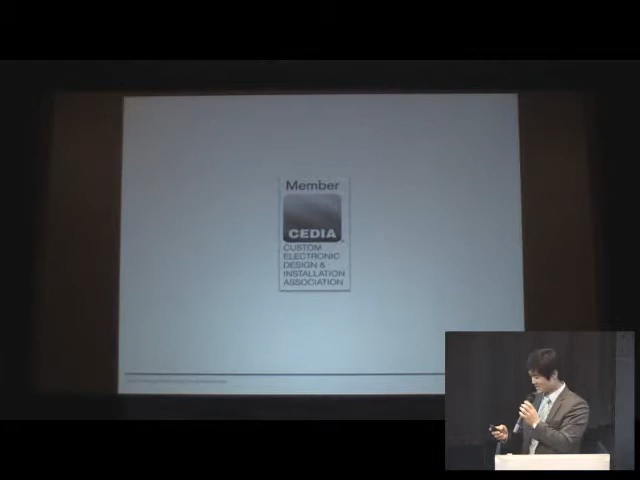 Member
CEDIA
CUSTOM
ELECTRONIC
DESIGN &
INSTALLATION
ASSOCIATION